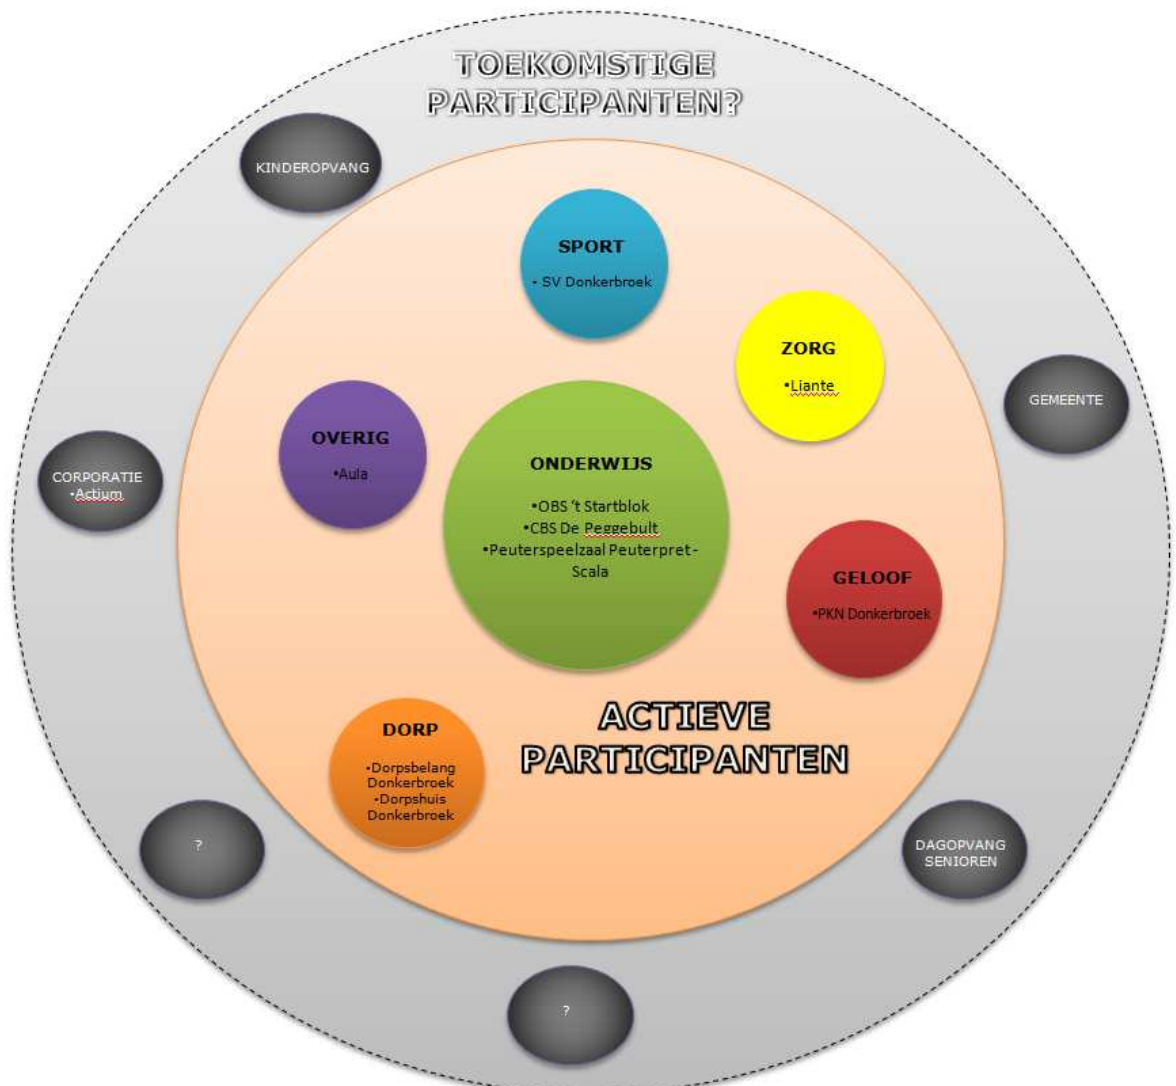 TOEKOMSTIGE
PARTICIPANTEN?
KINDEROPVANG
SPORT
- SV Donkerbroek
ZORG
•Liante
GEMEENTE
OVERIG
•Aula
CORPORATIE
•Actium
ONDERWIJS
•OBS ‘t Startblok
•CBS De Peggebult
•Peuterspeelzaal Peuterpret -
Scala
GELOOF
•PKN Donkerbroek
ACTIEVE
PARTICIPANTEN
DORP
•Dorpsbelang
Donkerbroek
•Dorpshuis
Donkerbroek
?
DAGOPVANG
SENIOREN
?